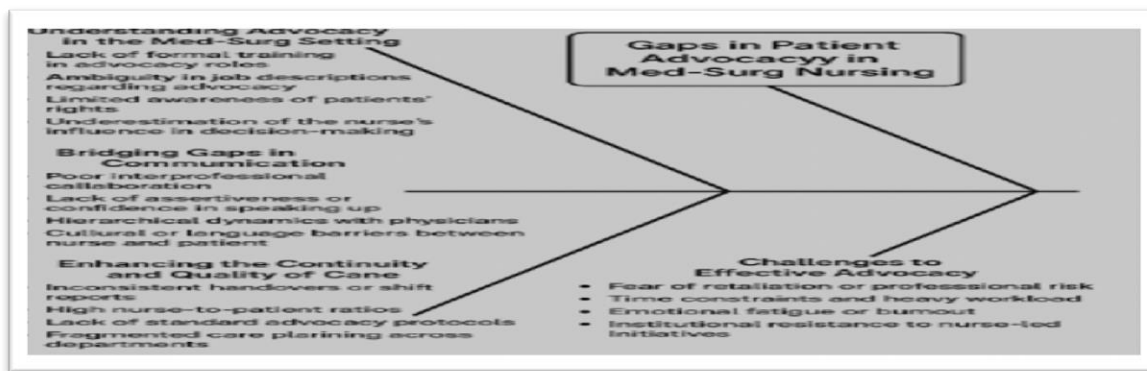 Understanding Advocacy
in the Med-Surg Setting
Lack of formal training
in advocacy roles
Ambiguity in job descriptions
regarding advocacy
Limited awareness of patients'
rights
Underestimation of the nurse's
influence in decision-making
Bridging Gaps in
Commumication
Poor interprofessional
callaboration
Lack of assertiveness or
confidence in speaking up
Hierarchical dynamics with physicians
Cultural or language barriers between
nurse and patient
Enhancing the Continuity
and Quality of Cane
Inconsistent handovers or shift
reports
High nurse-to-patient ratios
Lack of standard advocacy protocols
Fragmented care planining across
departments
Gaps in Patient
Advocacyy in
Med-Surg Nursing
Challenges to
Effective Advocacy
• Fear of retaliation or professsional risk
• Time constraints and heavy workload
• Emotional fatigue or bumout
• Institutional resistance to nurse-led
Initiatives